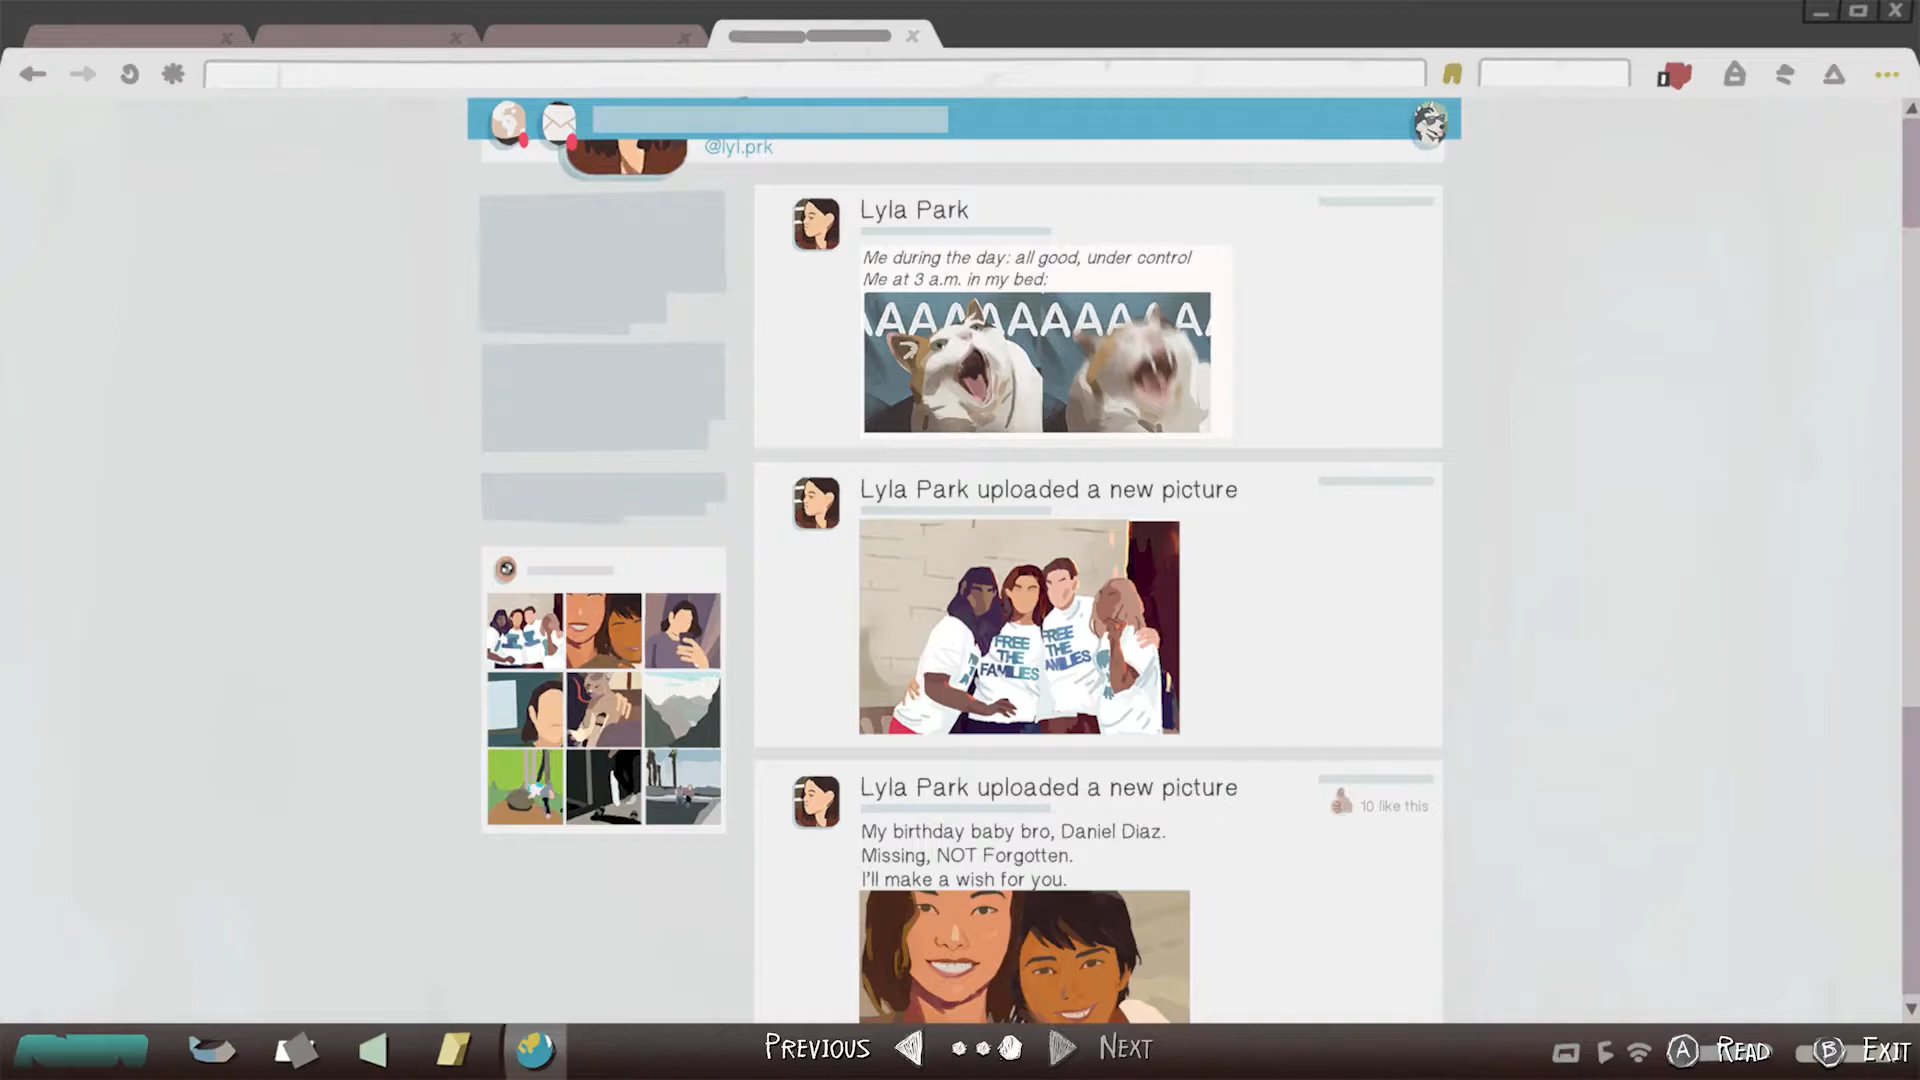 @lyl.prk
Lyla Park
Me during the day: all good, under control
Me at 3 a.m. in my bed:
AAAAAAAAAAA
Lyla Park uploaded a new picture
FREE THE FAMILIES
FREE THE FAMILIES
Lyla Park uploaded a new picture
10 like this
My birthday baby bro, Daniel Diaz.
Missing, NOT Forgotten.
I'll make a wish for you.
PREVIOUS
NEXT
A READ
B EXIT